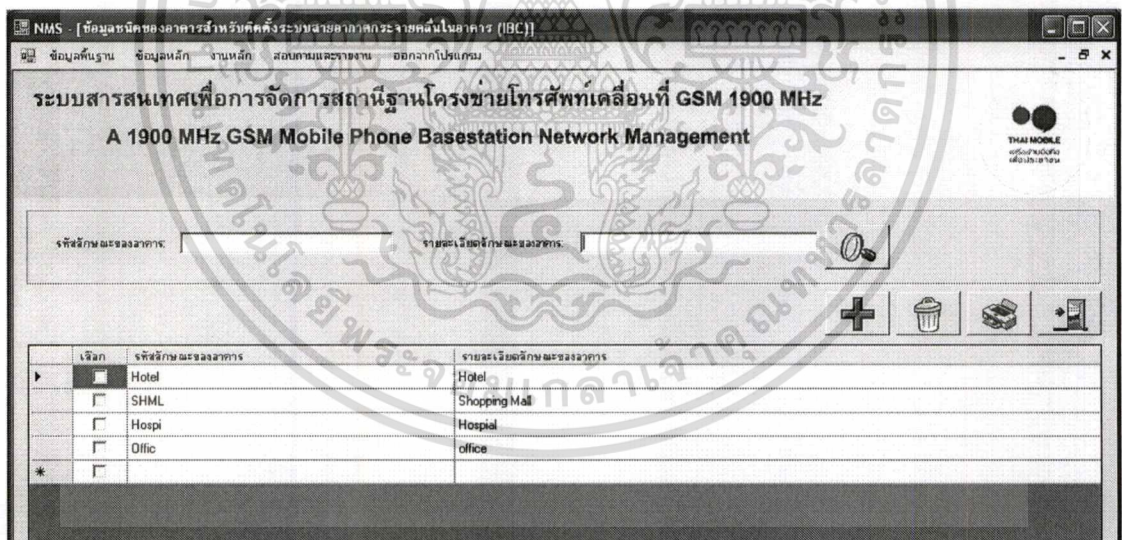 NMS - [ข้อมูลชนิดของอาคารสำหรับติดตั้งระบบสายอากาศกระจายคลื่นในอาคาร (IBC)]
ข้อมูลพื้นฐาน ข้อมูลหลัก งานหลัก สอบถามและรายงาน ออกจากโปรแกรม
ระบบสารสนเทศเพื่อการจัดการสถานีฐานโครงข่ายโทรศัพท์เคลื่อนที่ GSM 1900 MHz
A 1900 MHz GSM Mobile Phone Basestation Network Management
THAI MOBILE
รหัสลักษณะของอาคาร: รายละเอียดลักษณะของอาคาร:
เลือก รหัสลักษณะของอาคาร รายละเอียดลักษณะของอาคาร
Hotel Hotel
SHML Shopping Mall
Hospi Hospial
Offic office